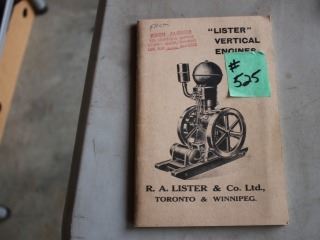 "LISTER"
VERTICAL
ENGINES
#
525
R. A. LISTER & Co. Ltd.,
TORONTO & WINNIPEG.